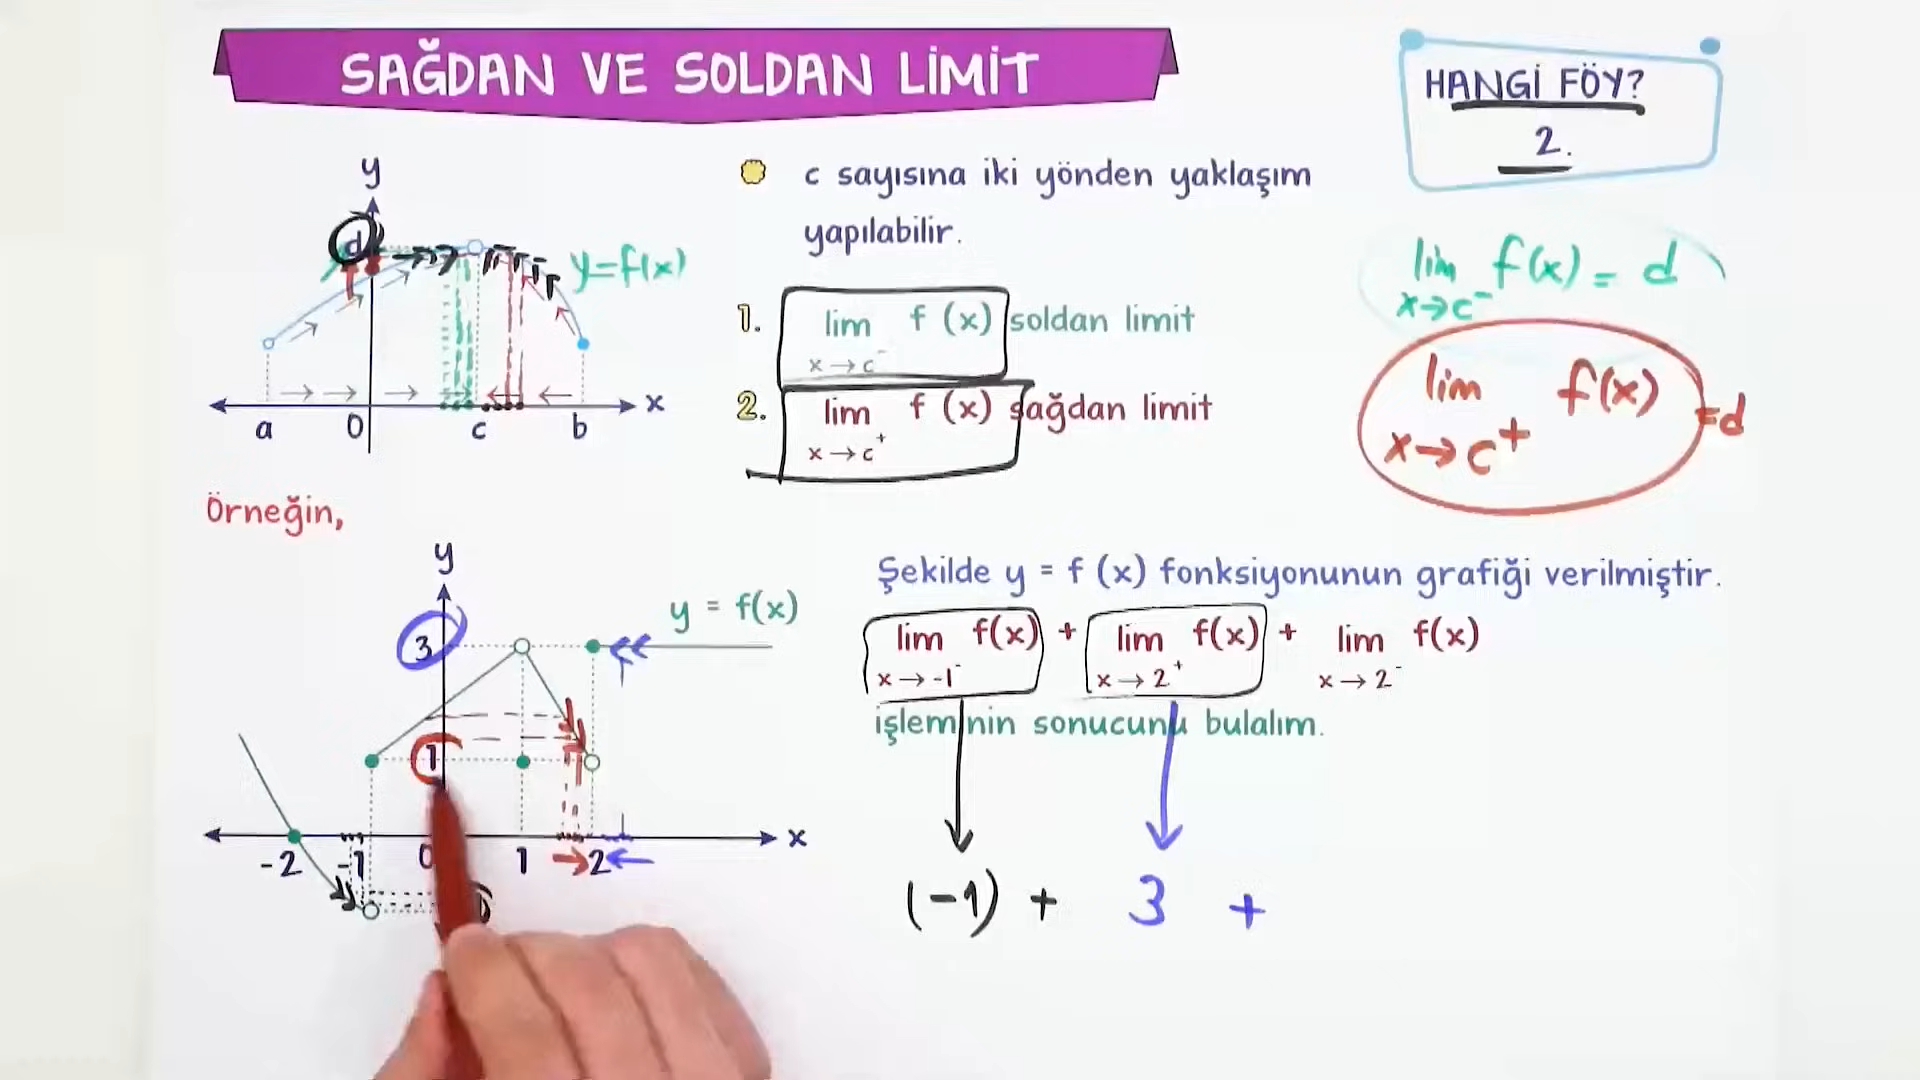 SAĞDAN VE SOLDAN LİMİT
HANGİ FÖY?
2.
y
d
y=f(x)
a 0 c b x
c sayısına iki yönden yaklaşım
yapılabilir.
1. lim f (x) soldan limit
x → c⁻
2. lim f (x) sağdan limit
x → c⁺
lim f(x) = d
x→c⁻
lim f(x) = d
x→c⁺
Örneğin,
y
3
y = f(x)
1
-2 -1 0 1 2 x
Şekilde y = f (x) fonksiyonunun grafiği verilmiştir.
lim f(x) + lim f(x) + lim f(x)
x → -1⁻ x → 2⁺ x → 2⁻
işleminin sonucunu bulalım.
(-1) + 3 +